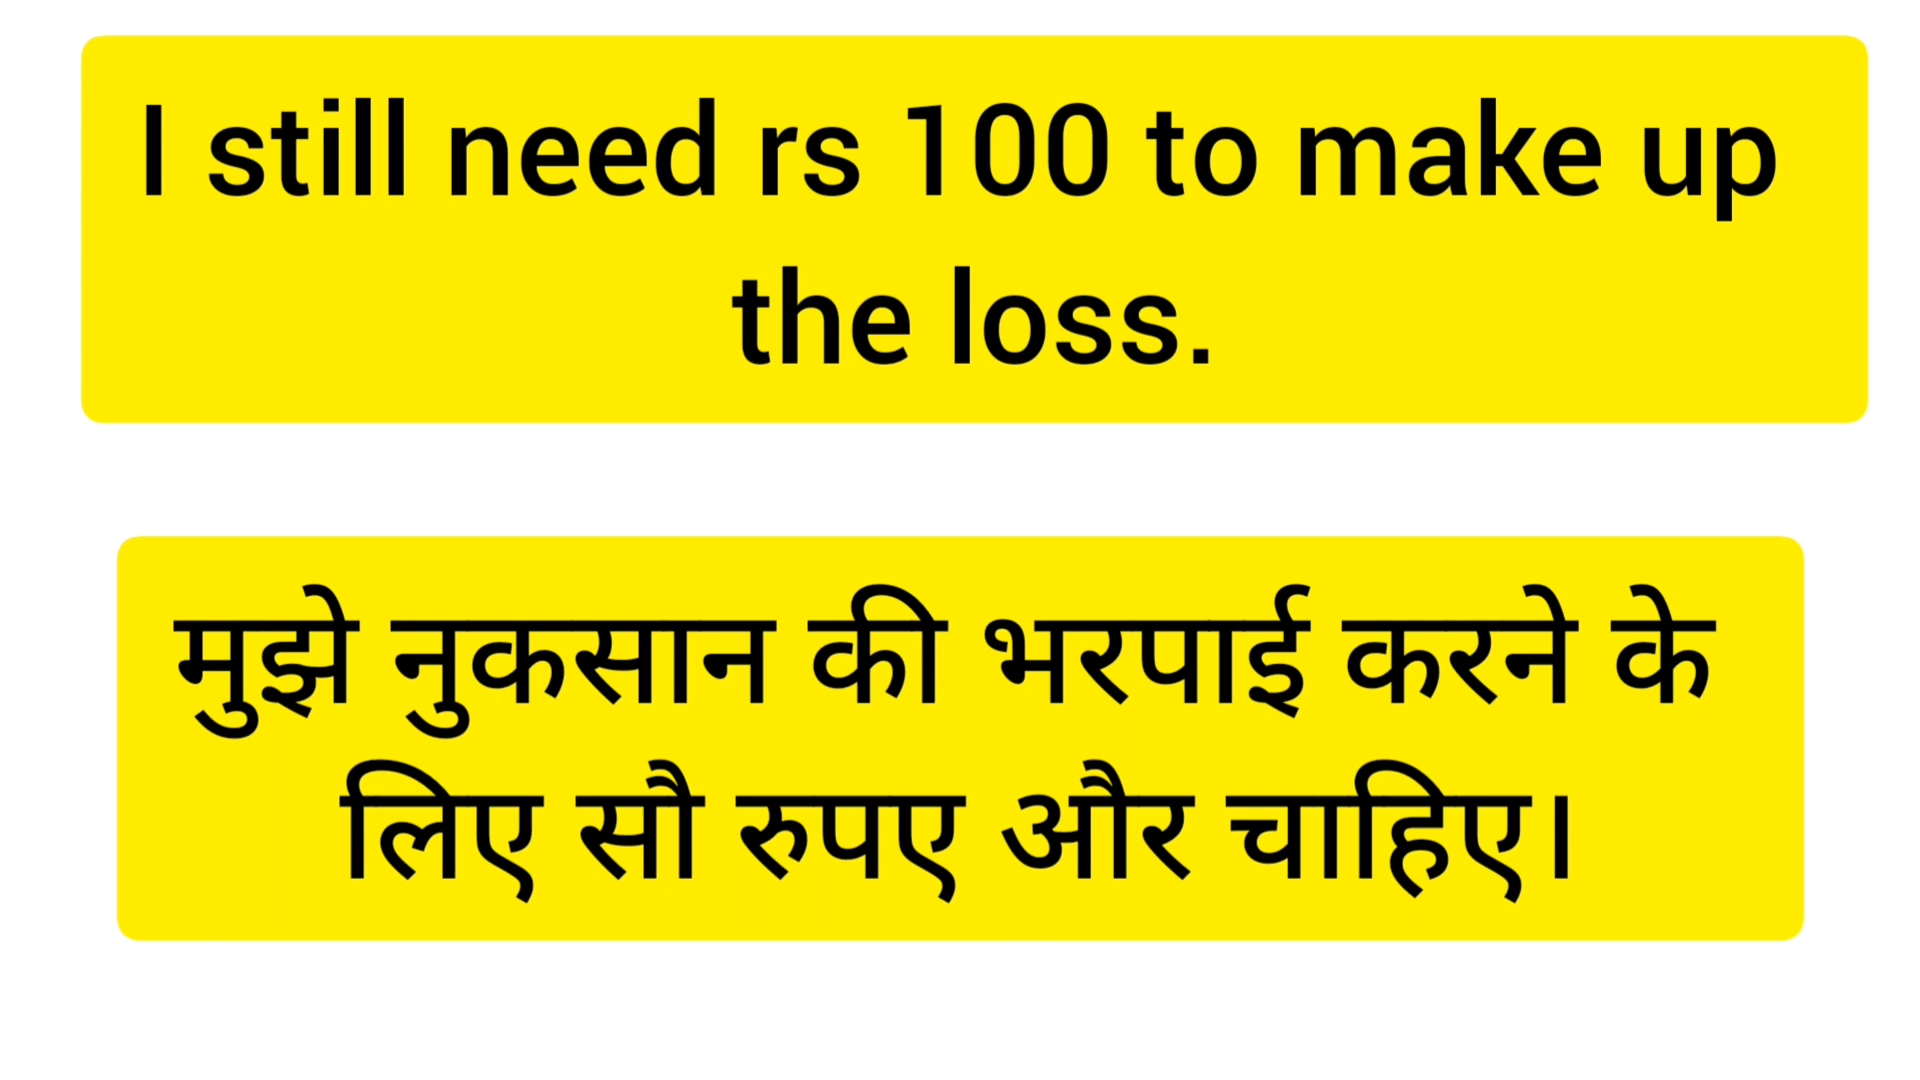 I still need rs 100 to make up
the loss.
मुझे नुकसान की भरपाई करने के
लिए सौ रुपए और चाहिए।